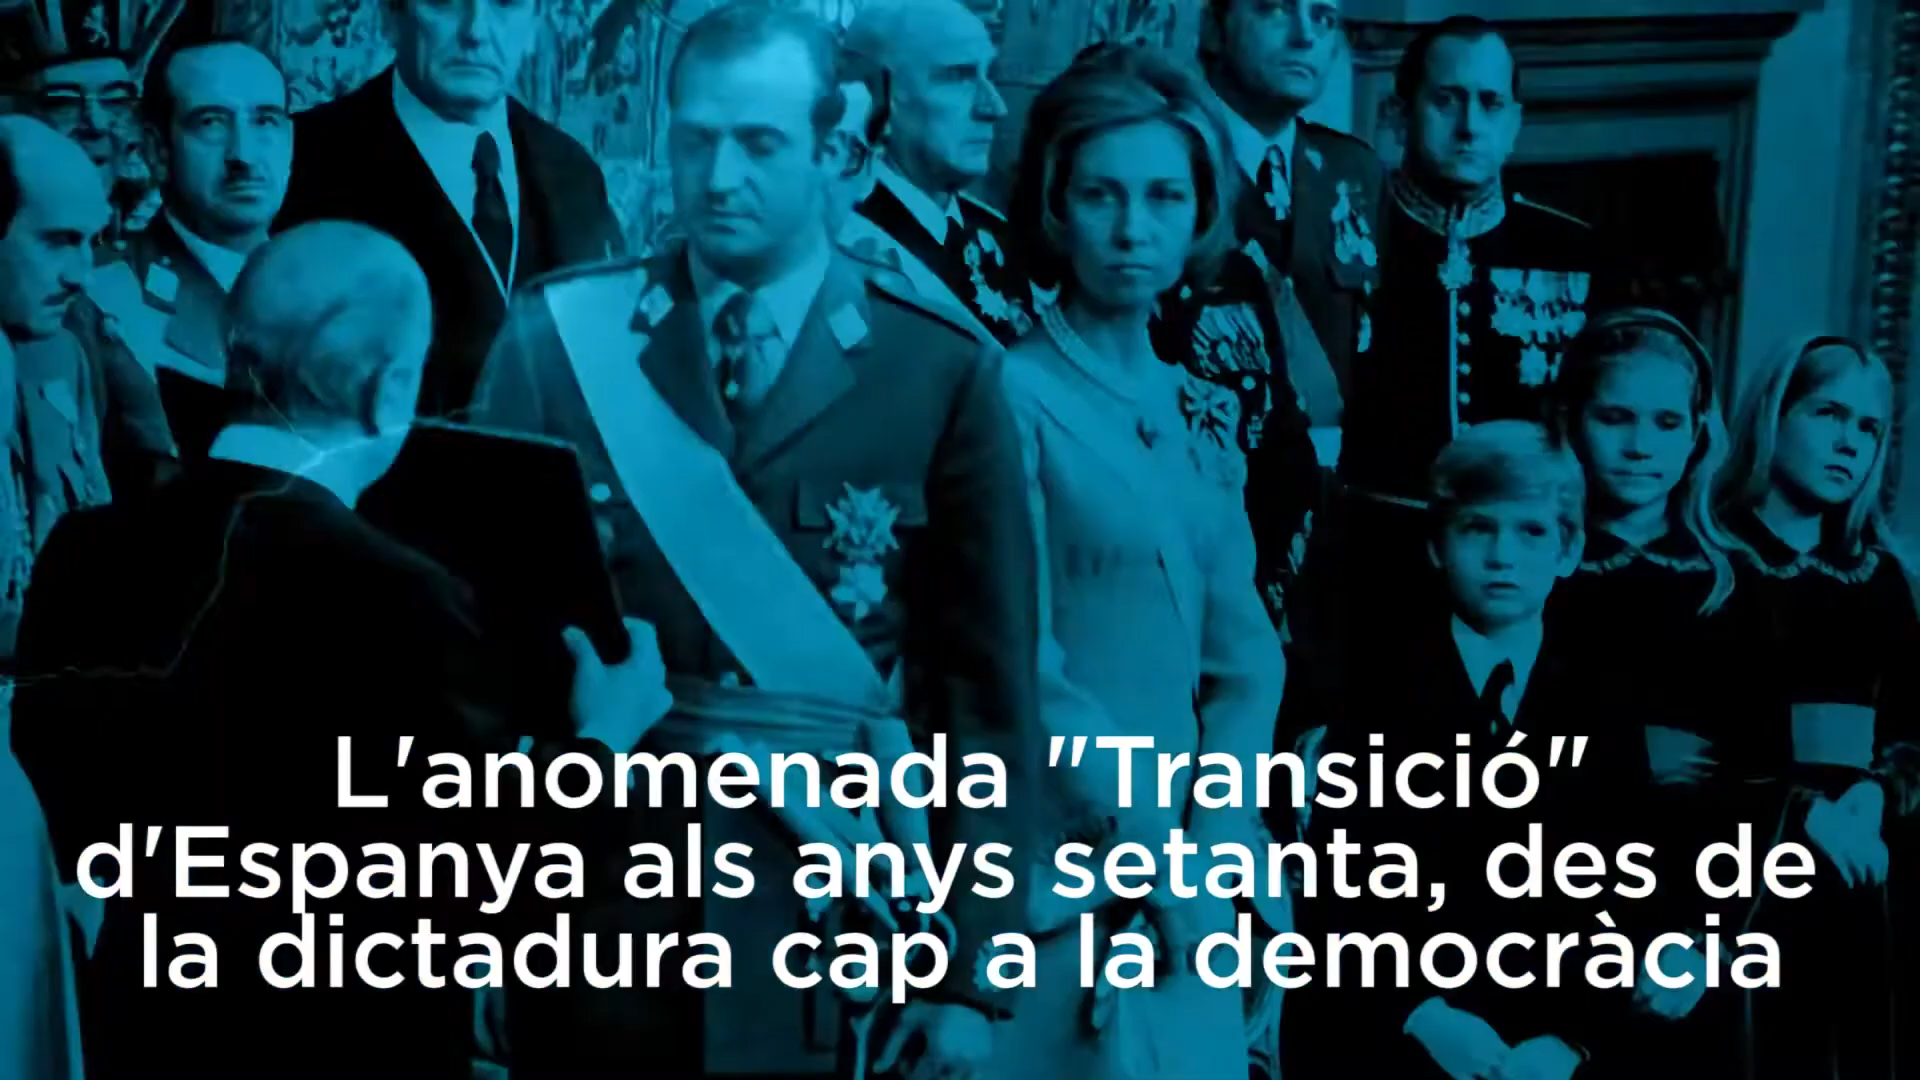 L'anomenada "Transició"
d'Espanya als anys setanta, des de
la dictadura cap a la democràcia